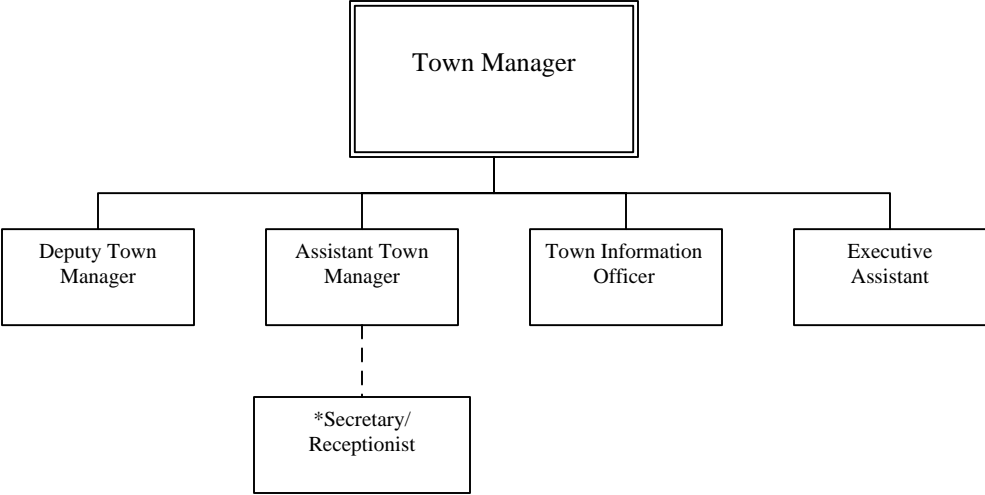 Town Manager
Deputy Town
Manager
Assistant Town
Manager
Town Information
Officer
Executive
Assistant
*Secretary/
Receptionist